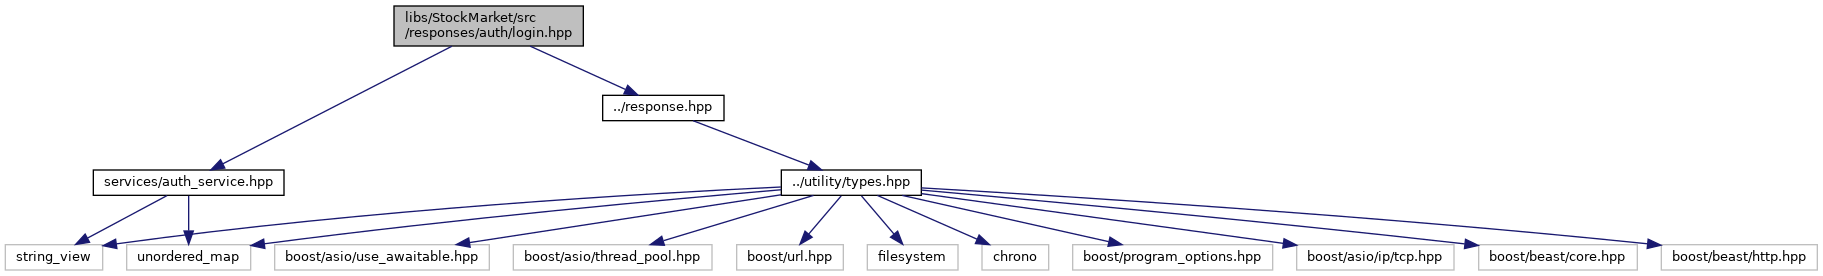 libs/StockMarket/src
/responses/auth/login.hpp
../response.hpp
services/auth_service.hpp
../utility/types.hpp
string_view
unordered_map
boost/asio/use_awaitable.hpp
boost/asio/thread_pool.hpp
boost/url.hpp
filesystem
chrono
boost/program_options.hpp
boost/asio/ip/tcp.hpp
boost/beast/core.hpp
boost/beast/http.hpp